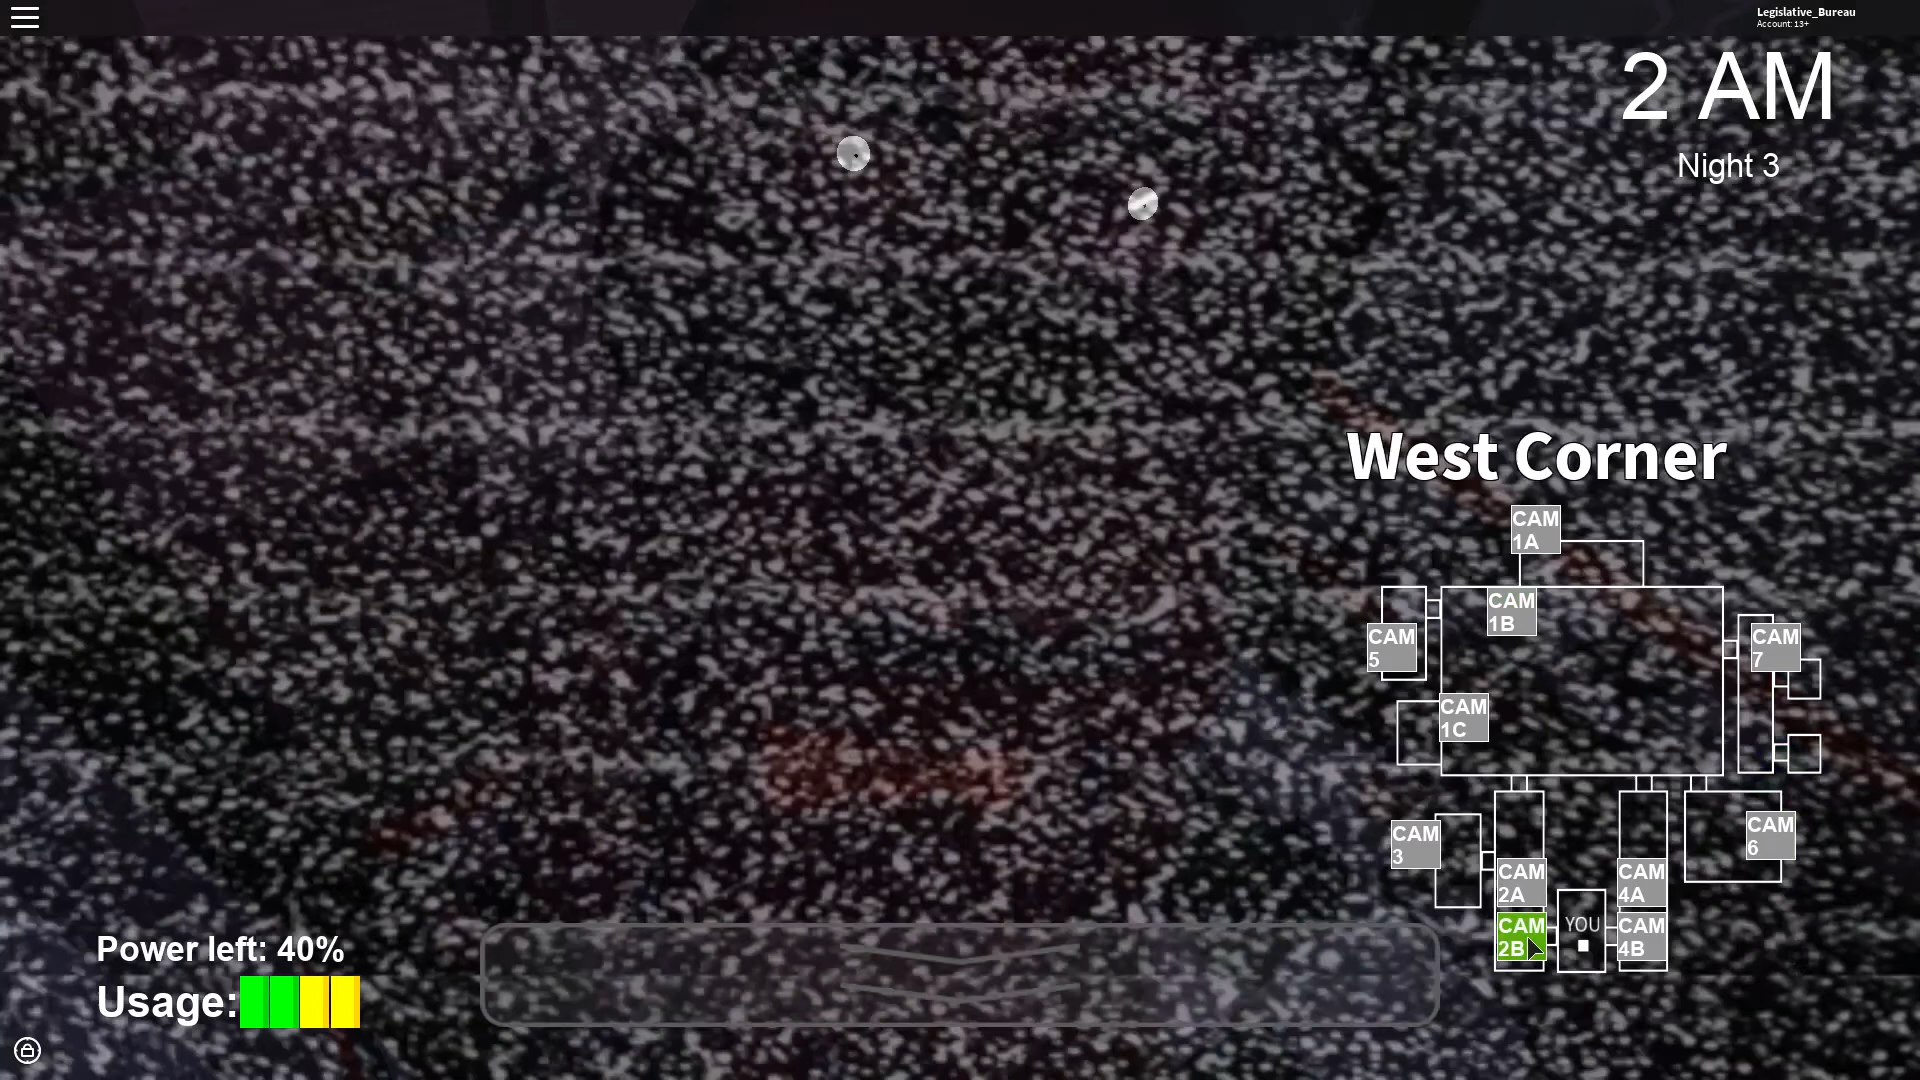 Legislative_Bureau
Account: 13+
2 AM
Night 3
West Corner
CAM
1A
CAM
1B
CAM
5
CAM
7
CAM
1C
CAM
3
CAM
6
CAM
2A
CAM
4A
CAM
2B
YOU
CAM
4B
Power left: 40%
Usage: